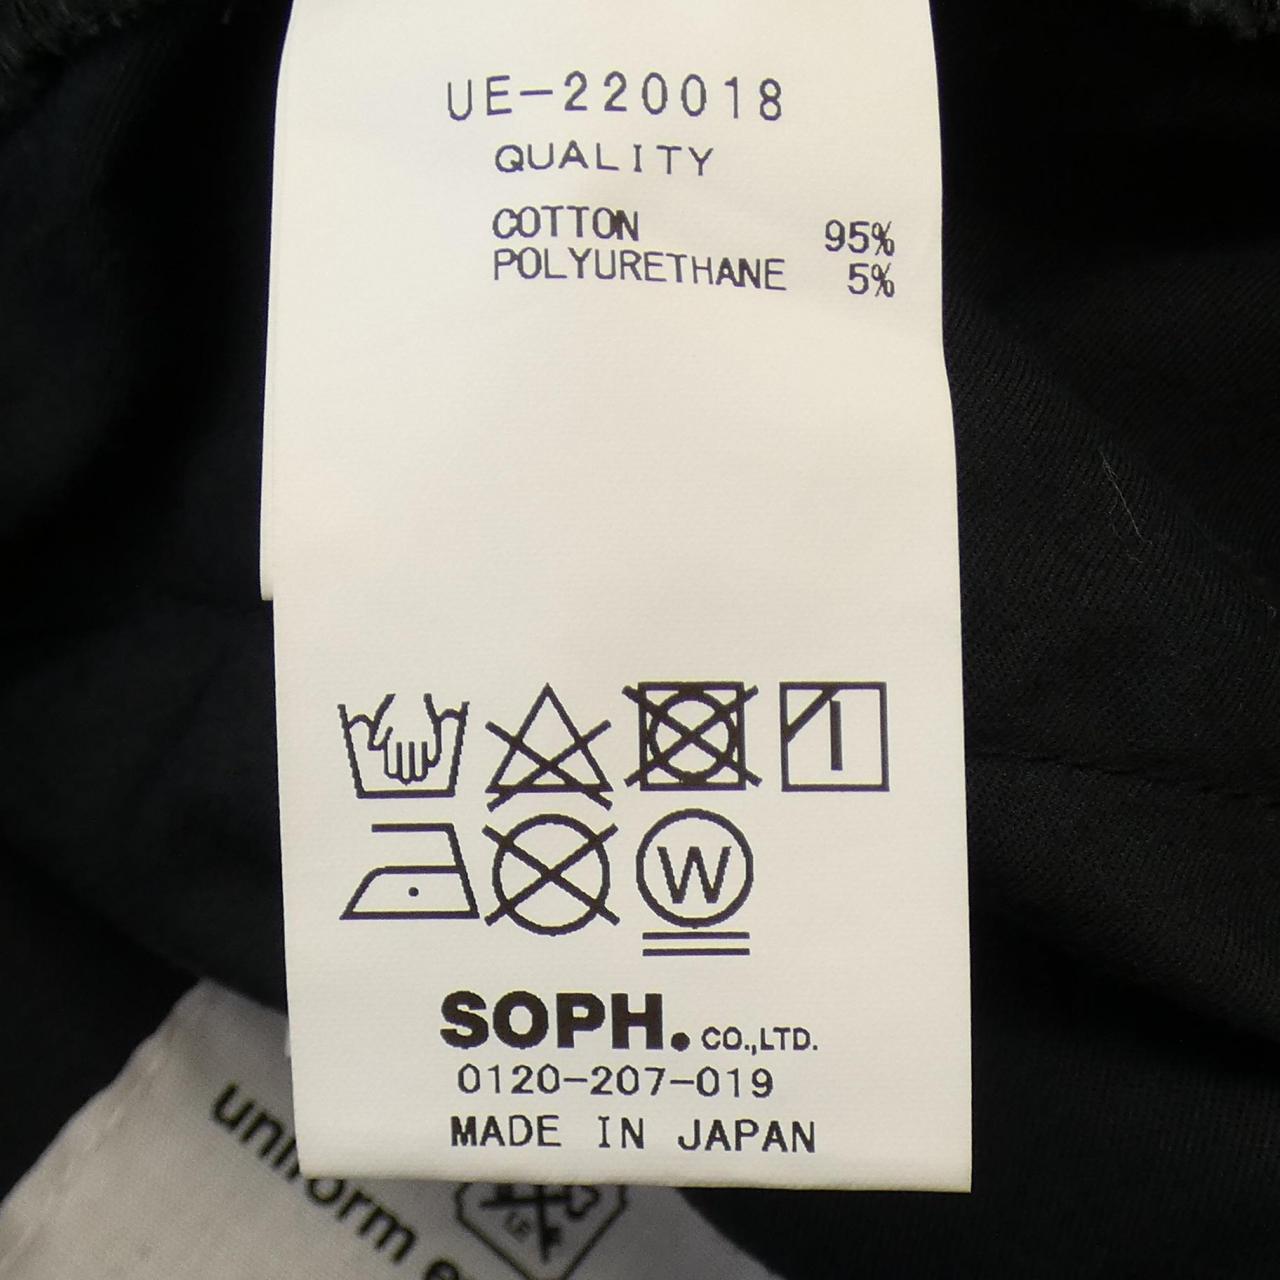 UE-220018
QUALITY
COTTON 95%
POLYURETHANE 5%
W
SOPH. CO.,LTD.
0120-207-019
MADE IN JAPAN
uniform